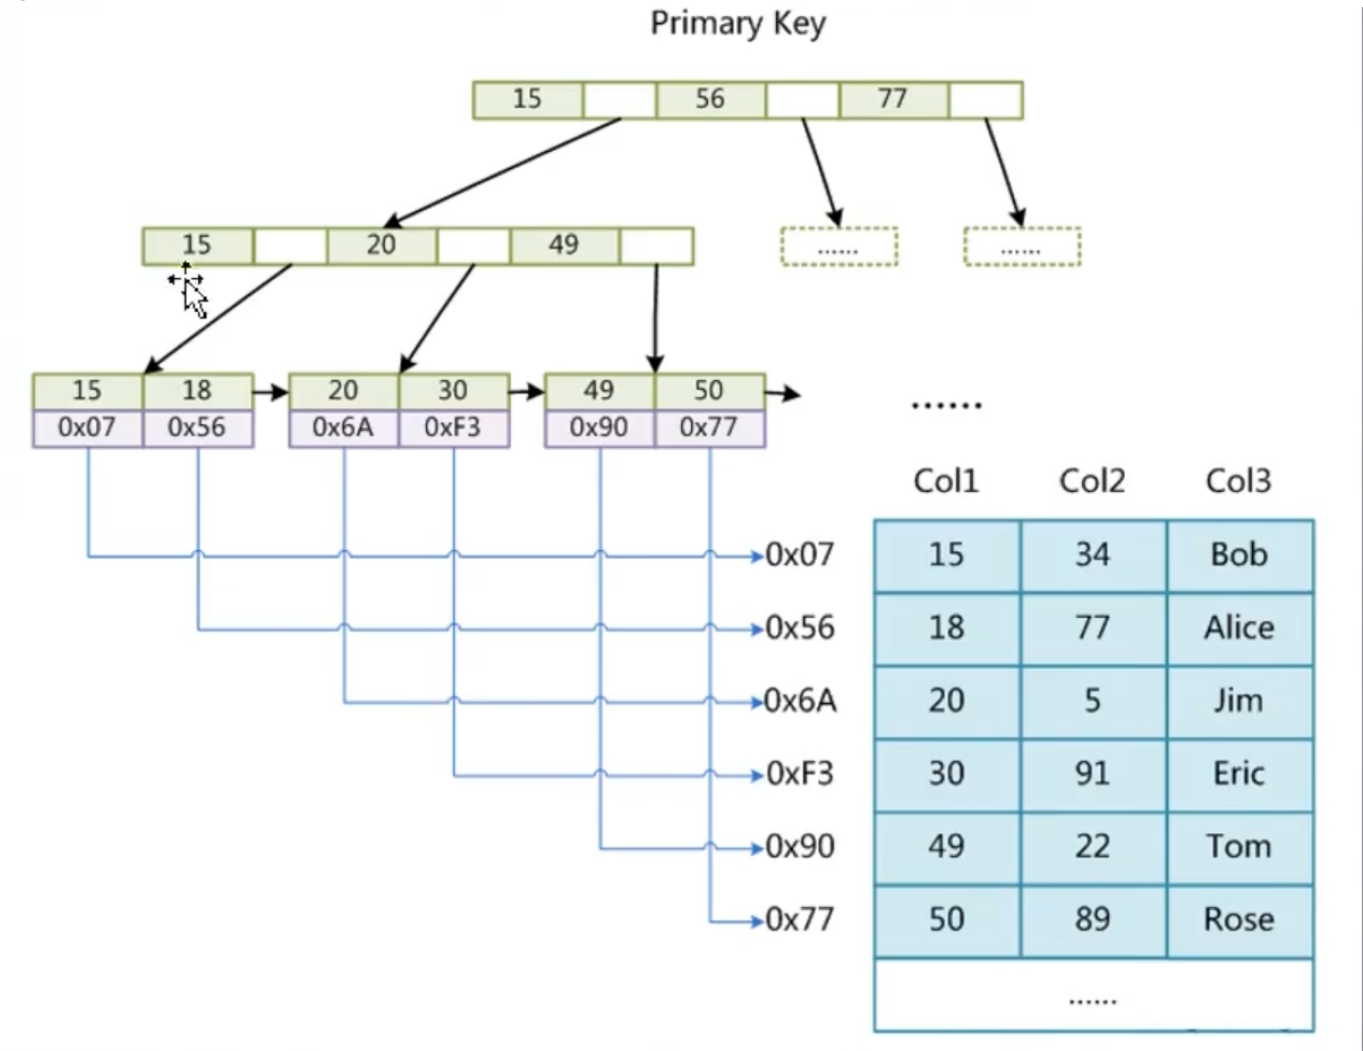 Primary Key
15 56 77
15 20 49 ...... ......
15 18 20 30 49 50
0x07 0x56 0x6A 0xF3 0x90 0x77
......
Col1 Col2 Col3
0x07 15 34 Bob
0x56 18 77 Alice
0x6A 20 5 Jim
0xF3 30 91 Eric
0x90 49 22 Tom
0x77 50 89 Rose
......